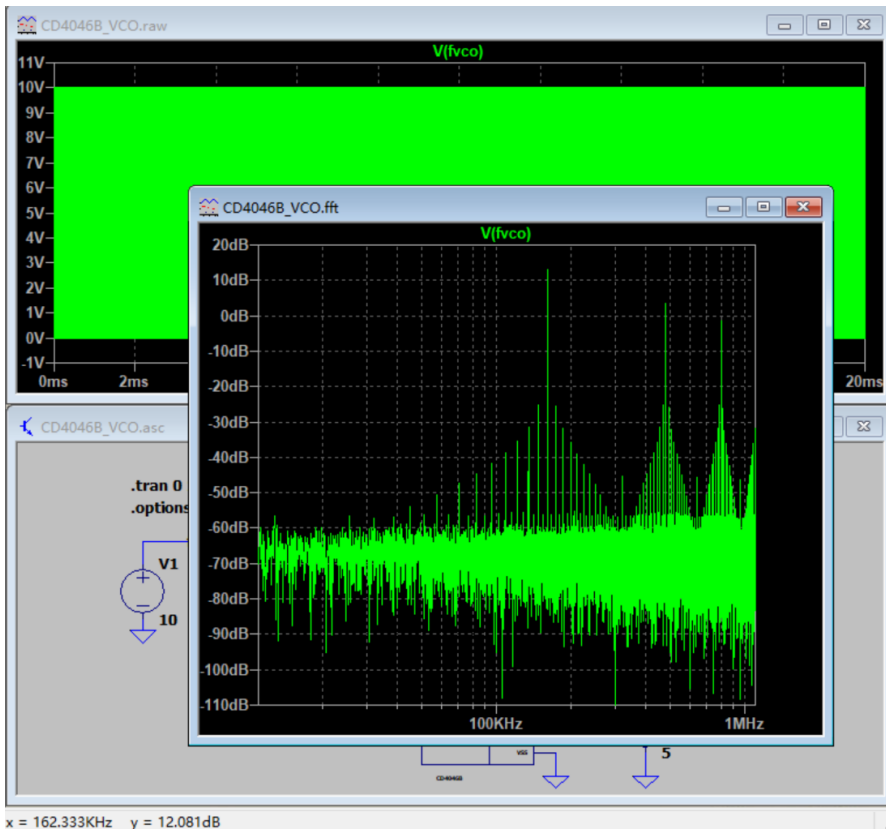 CD4046B_VCO.raw
V(fvco)
11V
10V
9V
8V
7V
6V
5V
4V
3V
2V
1V
0V
-1V
0ms 2ms 20ms
CD4046B_VCO.fft
V(fvco)
20dB
10dB
0dB
-10dB
-20dB
-30dB
-40dB
-50dB
-60dB
-70dB
-80dB
-90dB
-100dB
-110dB
100KHz 1MHz
CD4046B_VCO.asc
.tran 0
.options
V1
10
VSS
5
CD4046B
x = 162.333KHz y = 12.081dB